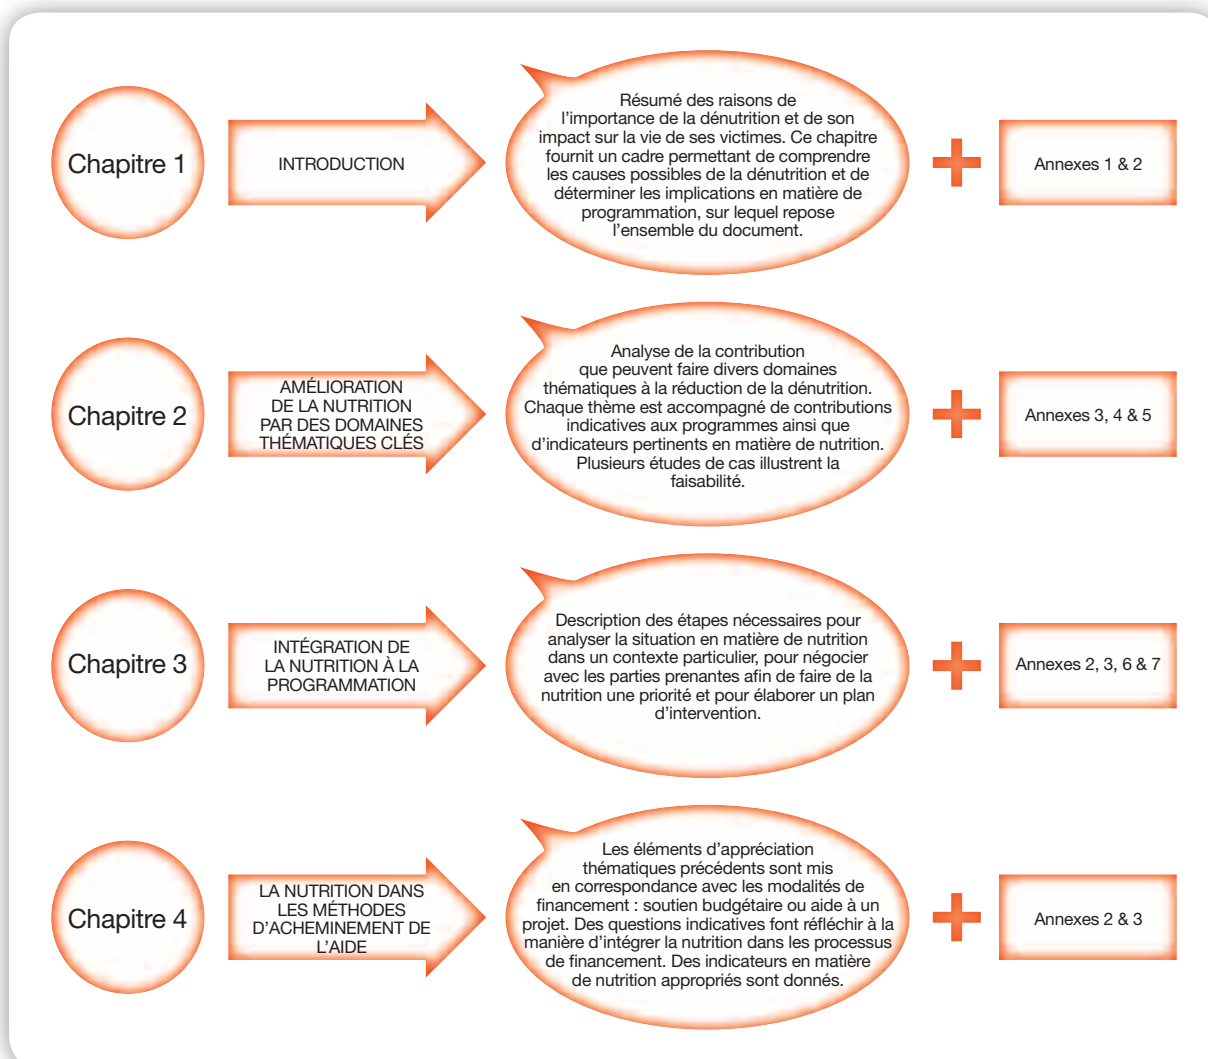 Chapitre 1
INTRODUCTION
Résumé des raisons de
l’importance de la dénutrition et de son
impact sur la vie de ses victimes. Ce chapitre
fournit un cadre permettant de comprendre
les causes possibles de la dénutrition et de
déterminer les implications en matière de
programmation, sur lequel repose
l’ensemble du document.
Annexes 1 & 2
Chapitre 2
AMÉLIORATION
DE LA NUTRITION
PAR DES DOMAINES
THÉMATIQUES CLÉS
Analyse de la contribution
que peuvent faire divers domaines
thématiques à la réduction de la dénutrition.
Chaque thème est accompagné de contributions
indicatives aux programmes ainsi que
d’indicateurs pertinents en matière de nutrition.
Plusieurs études de cas illustrent la
faisabilité.
Annexes 3, 4 & 5
Chapitre 3
INTÉGRATION DE
LA NUTRITION À LA
PROGRAMMATION
Description des étapes nécessaires pour
analyser la situation en matière de nutrition
dans un contexte particulier, pour négocier
avec les parties prenantes afin de faire de la
nutrition une priorité et pour élaborer un plan
d’intervention.
Annexes 2, 3, 6 & 7
Chapitre 4
LA NUTRITION DANS
LES MÉTHODES
D’ACHEMINEMENT DE
L’AIDE
Les éléments d’appréciation
thématiques précédents sont mis
en correspondance avec les modalités de
financement : soutien budgétaire ou aide à un
projet. Des questions indicatives font réfléchir à la
manière d’intégrer la nutrition dans les processus
de financement. Des indicateurs en matière
de nutrition appropriés sont donnés.
Annexes 2 & 3